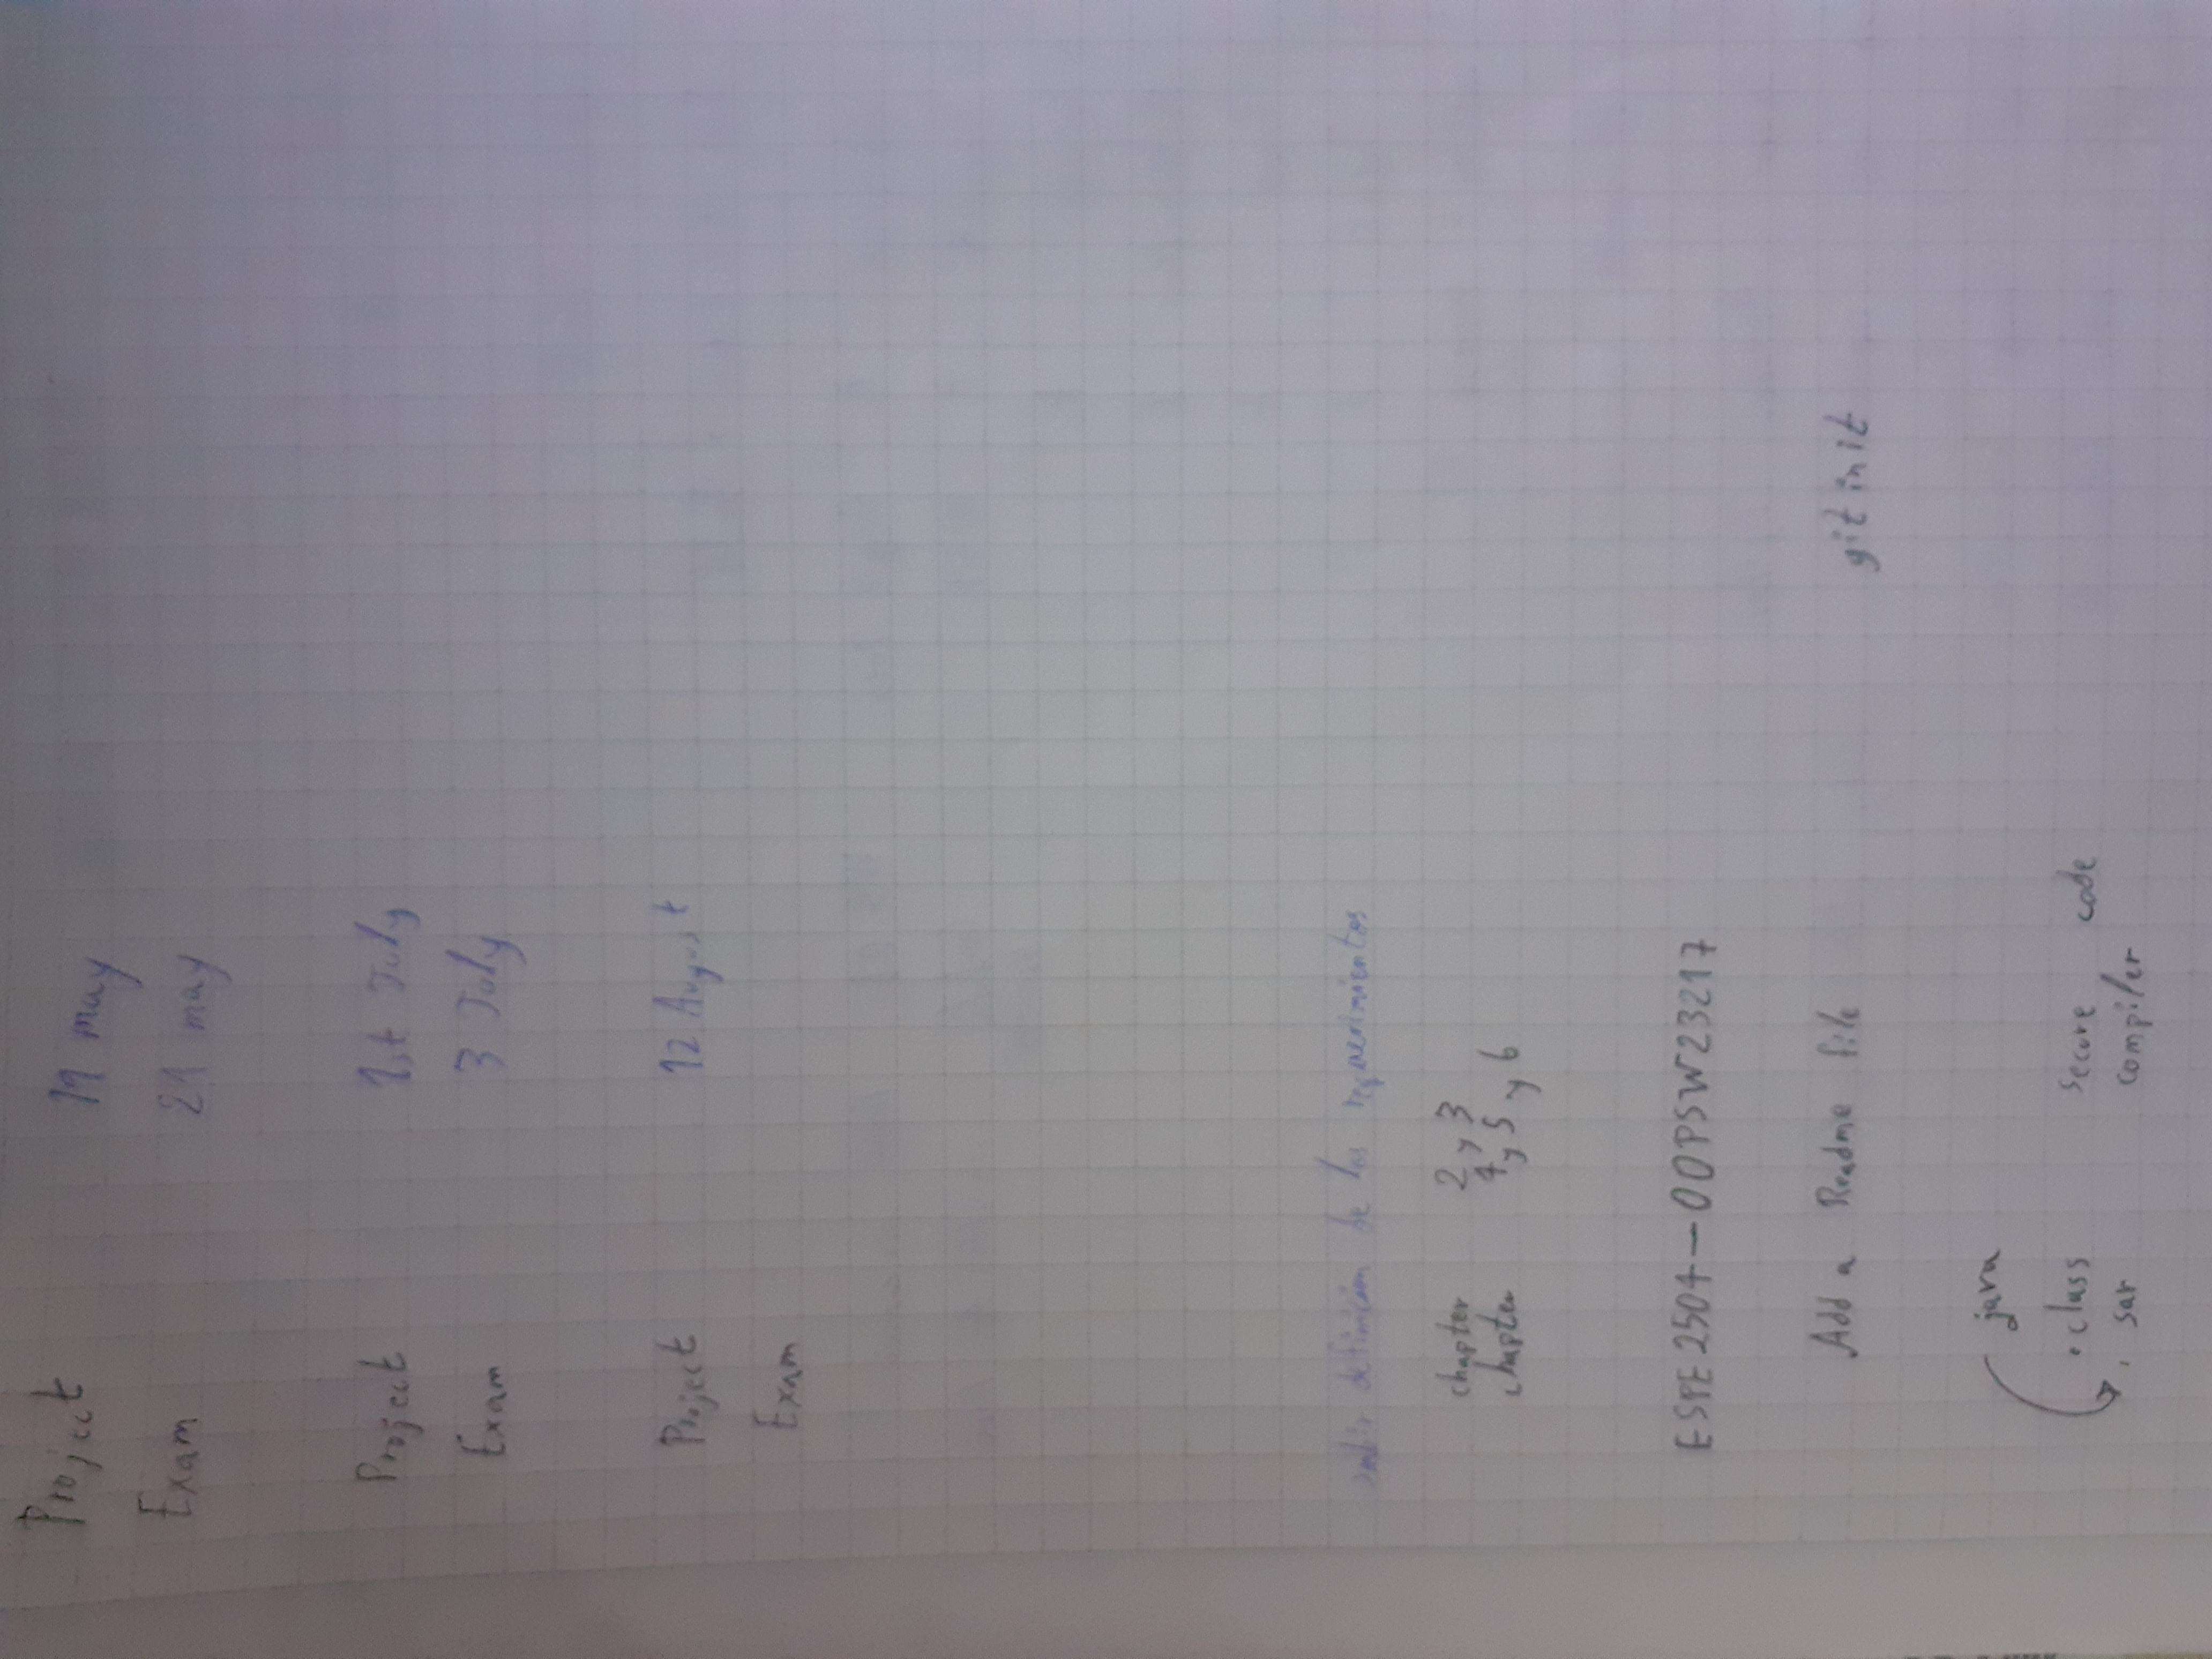 Project 19 may
Exam 21 may
Project 1st July
Exam 3 July
Project 12 August
Exam
subir definición de los requerimientos
chapter 2 y 3
chapter 4 y 5 y 6
ESPE2504-OOPSW23217
Add a Readme file git init
java
.class secure code
. sar compiler